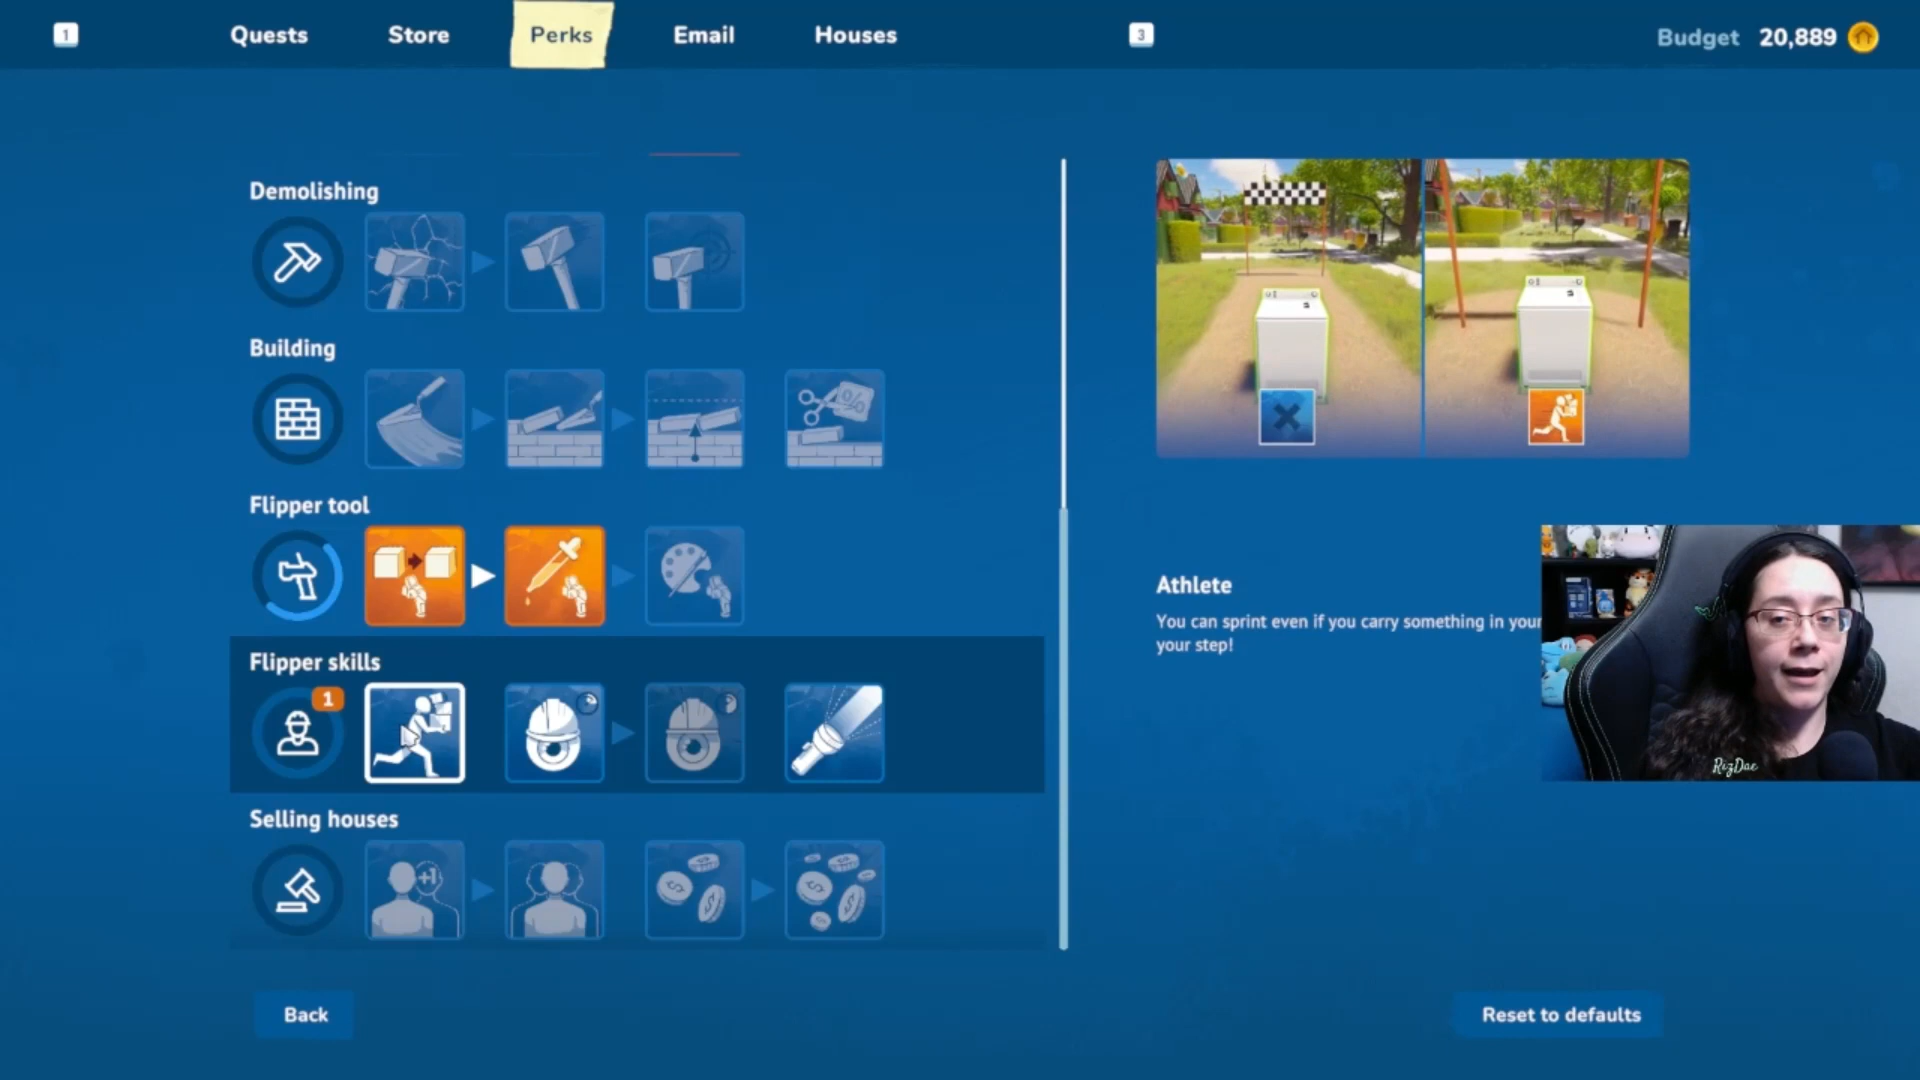 1
Quests
Store
Perks
Email
Houses
3
Budget 20,889
Demolishing
Building
%
Flipper tool
Flipper skills
1
Selling houses
+1
Athlete
You can sprint even if you carry something in your
your step!
RizDae
Back
Reset to defaults